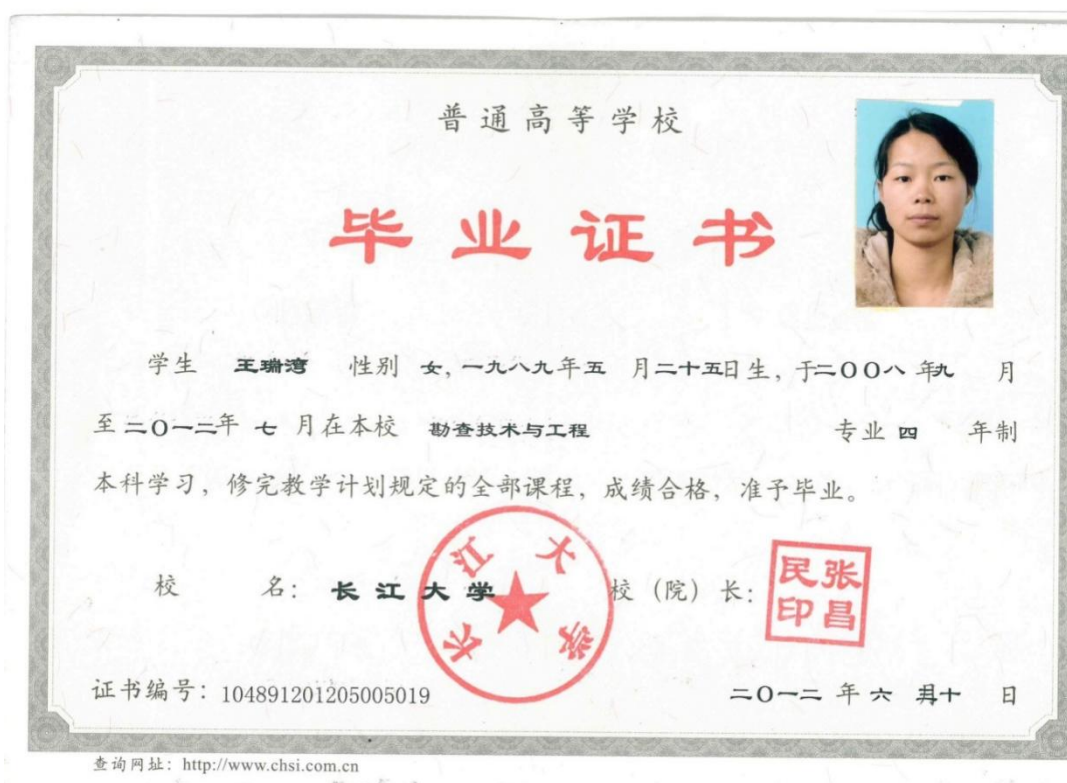 普通高等学校
毕业证书
学生 王瑞湾 性别 女, 一九八九年五 月二十五日生, 于二〇〇八 年九 月
至二〇一二年 七 月在本校 勘查技术与工程 专业 四 年制
本科学习, 修完教学计划规定的全部课程, 成绩合格, 准予毕业。
校 名: 长江大学 校 (院) 长:
长江大学
张昌民印
证书编号: 104891201205005019 二〇一二 年 六 月十 日
查询网址: http://www.chsi.com.cn